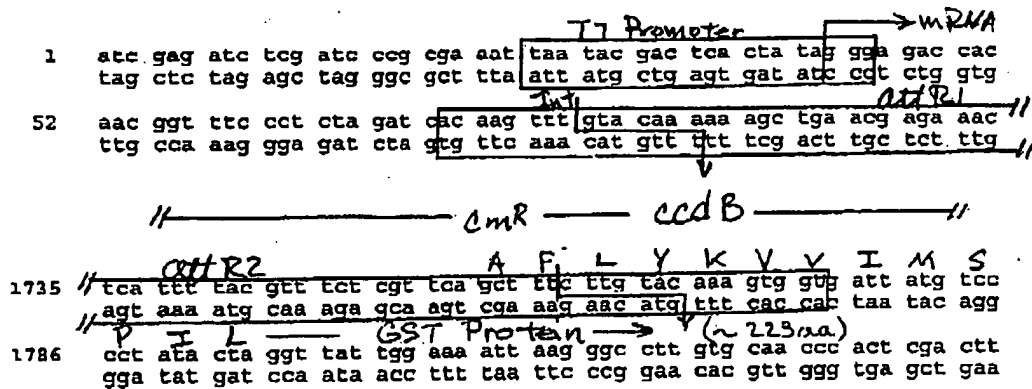 T7 Promoter mRNA
1 atc gag atc tcg atc ccg cga aat taa tac gac tca cta tag gga gac cac
tag ctc tag agc tag ggc gct tta att atg ctg agt gat atc cct ctg gtg
Int attR1
52 aac ggt ttc cct cta gat cac aag ttt gta caa aaa agc tga acg aga aac
ttg cca aag gga gat cta gtg ttc aaa cat gtt ttt tcg act tgc tct ttg
cmR ccdB
attR2 A F L Y K V V I M S
1735 tca ttt tac gtt tct cgt tca gct ttc ttg tac aaa gtg gtg att atg tcc
agt aaa atg caa aga gca agt cga aag aac atg ttt cac cac taa tac agg
P I L GST Protein (~223aa)
1786 cct ata cta ggt tat tgg aaa att aag ggc ctt gtg caa ccc act cga ctt
gga tat gat cca ata acc ttt taa ttc ccg gaa cac gtt ggg tga gct gaa